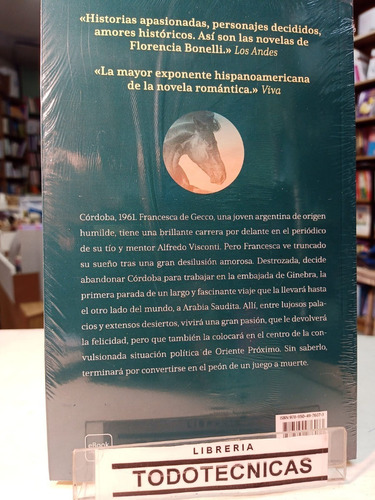 «Historias apasionadas, personajes decididos,
amores históricos. Así son las novelas de
Florencia Bonelli.» Los Andes
«La mayor exponente hispanoamericana
de la novela romántica.» Viva
Córdoba, 1961. Francesca de Gecco, una joven argentina de origen
humilde, tiene una brillante carrera por delante en el periódico
de su tío y mentor Alfredo Visconti. Pero Francesca ve truncado
su sueño tras una gran desilusión amorosa. Destrozada, decide
abandonar Córdoba para trabajar en la embajada de Ginebra, la
primera parada de un largo y fascinante viaje que la llevará hasta
el otro lado del mundo, a Arabia Saudita. Allí, entre lujosos pala-
cios y extensos desiertos, vivirá una gran pasión, que le devolverá
la felicidad, pero que también la colocará en el centro de la con-
vulsionada situación política de Oriente Próximo. Sin saberlo,
terminará por convertirse en el peón de un juego a muerte.
eBook
LIBRERIA
TODOTECNICAS